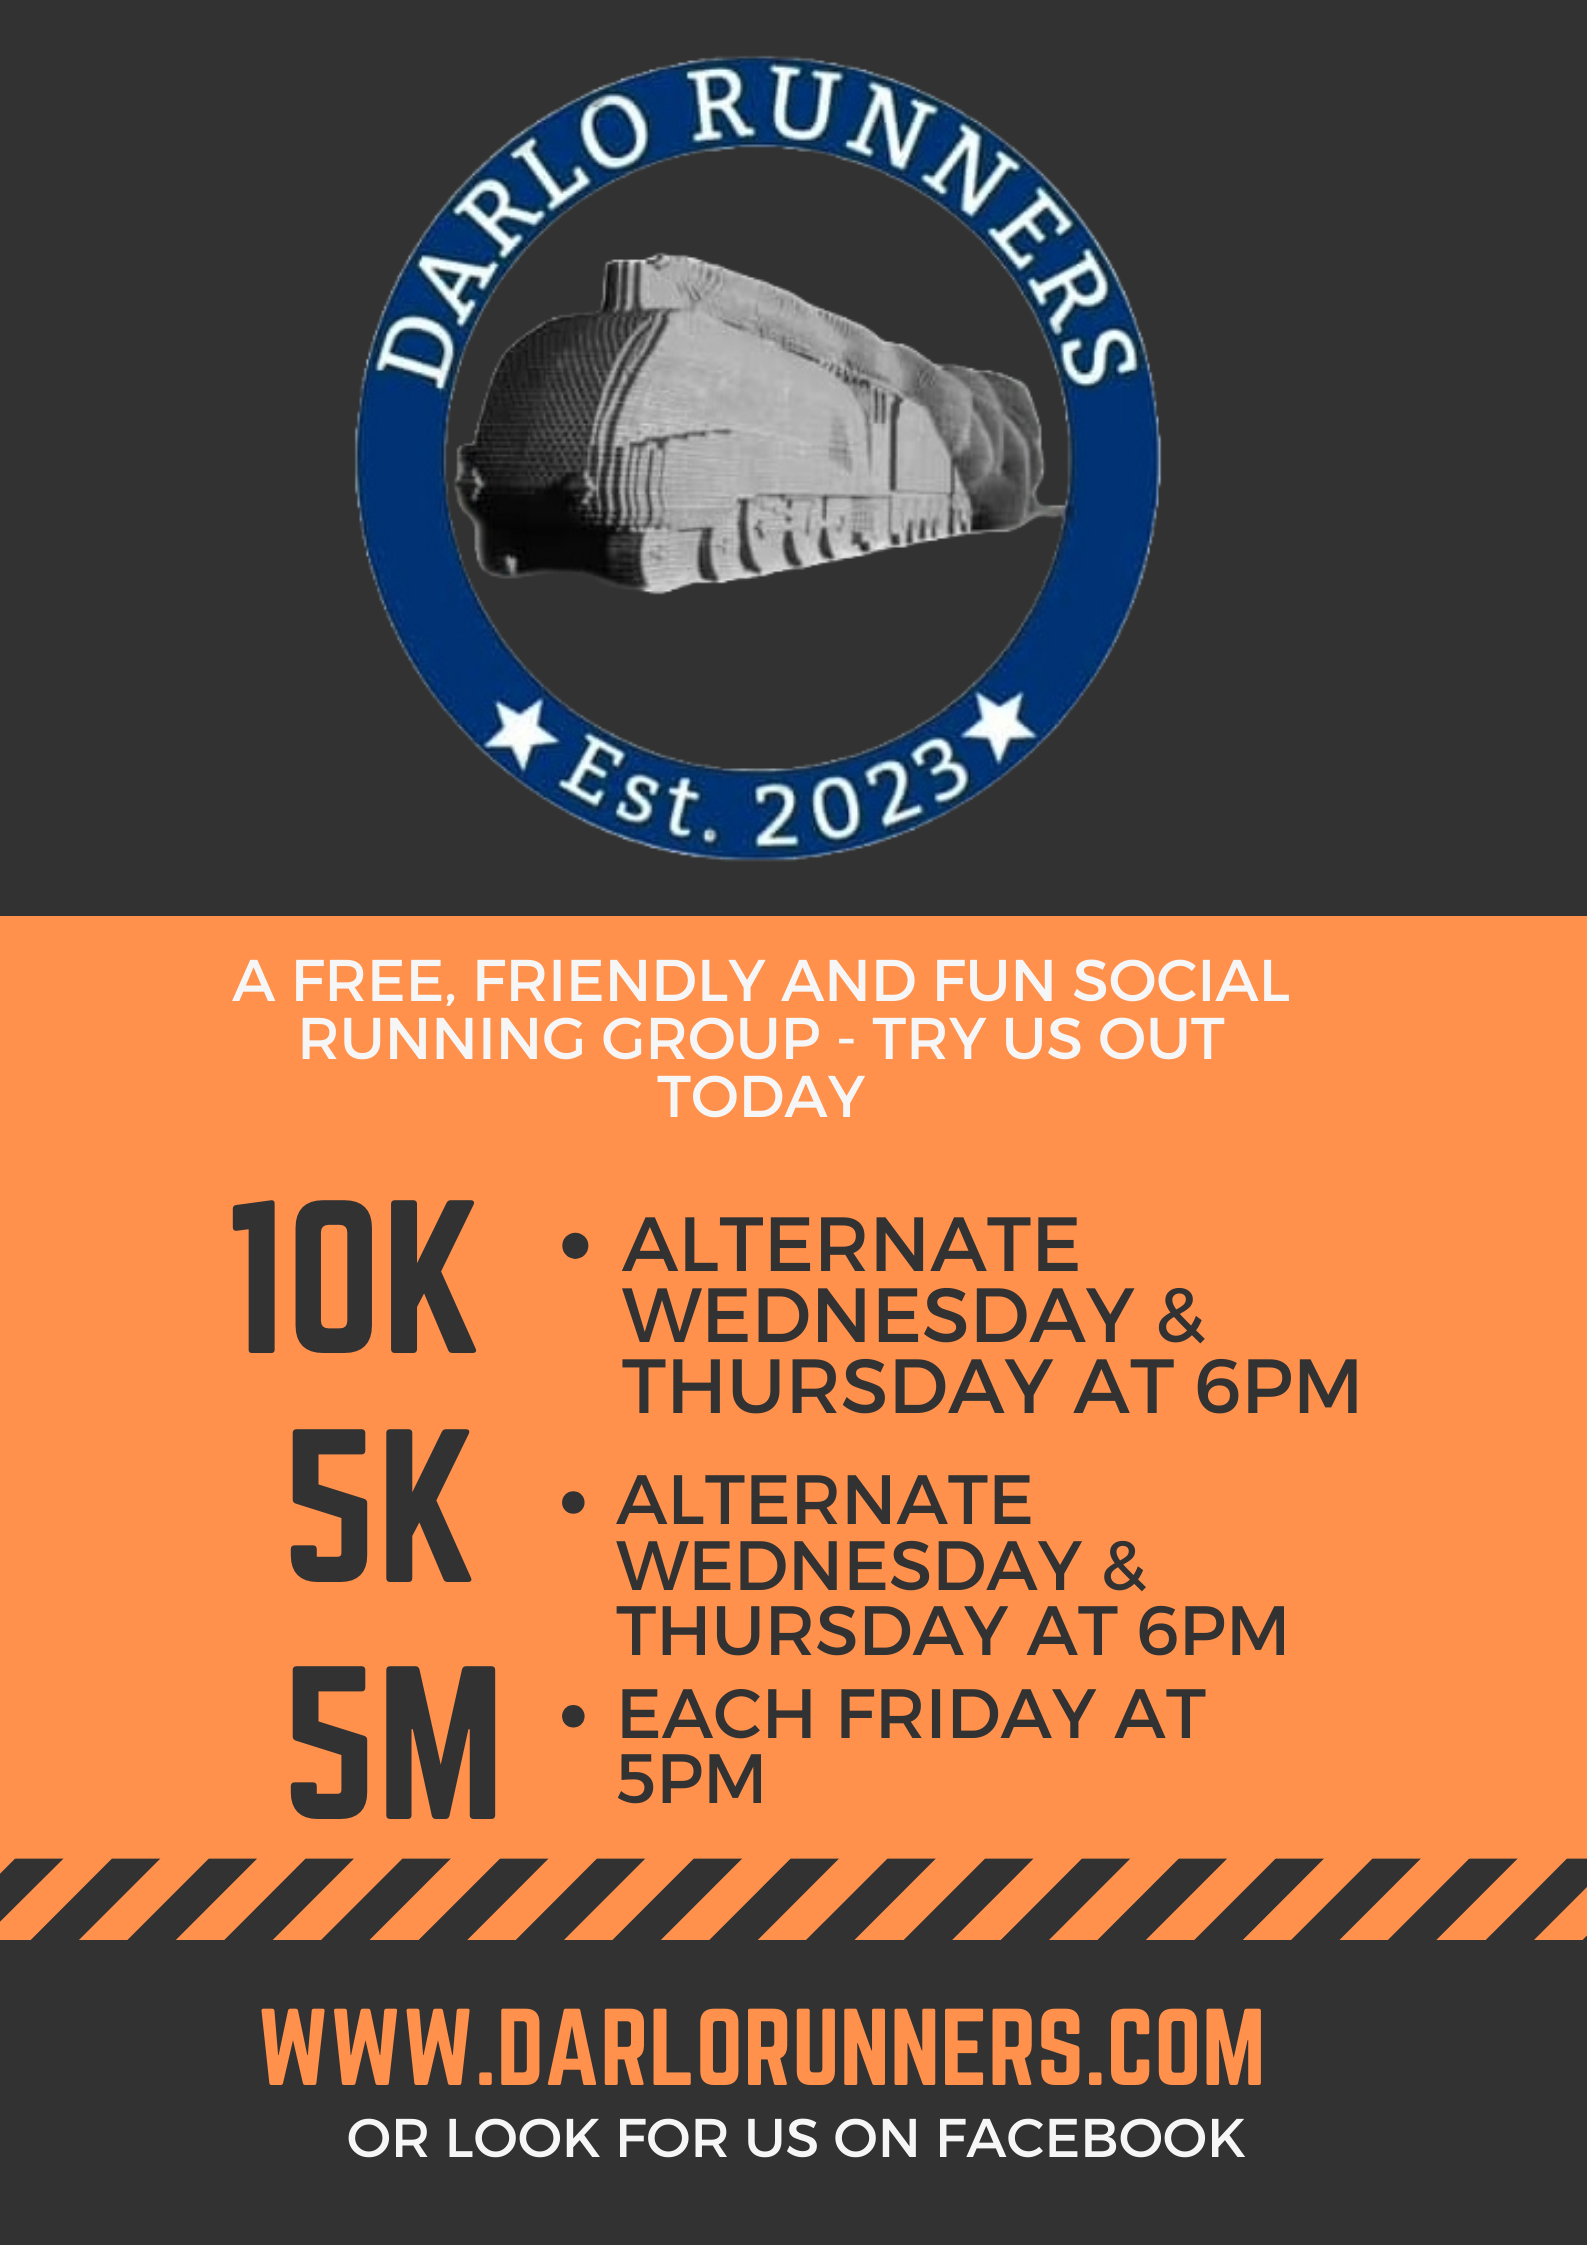 DARLO RUNNERS
Est. 2023
A FREE, FRIENDLY AND FUN SOCIAL
RUNNING GROUP - TRY US OUT
TODAY
10K
• ALTERNATE
WEDNESDAY &
THURSDAY AT 6PM
5K
• ALTERNATE
WEDNESDAY &
THURSDAY AT 6PM
5M
• EACH FRIDAY AT
5PM
WWW.DARLORUNNERS.COM
OR LOOK FOR US ON FACEBOOK